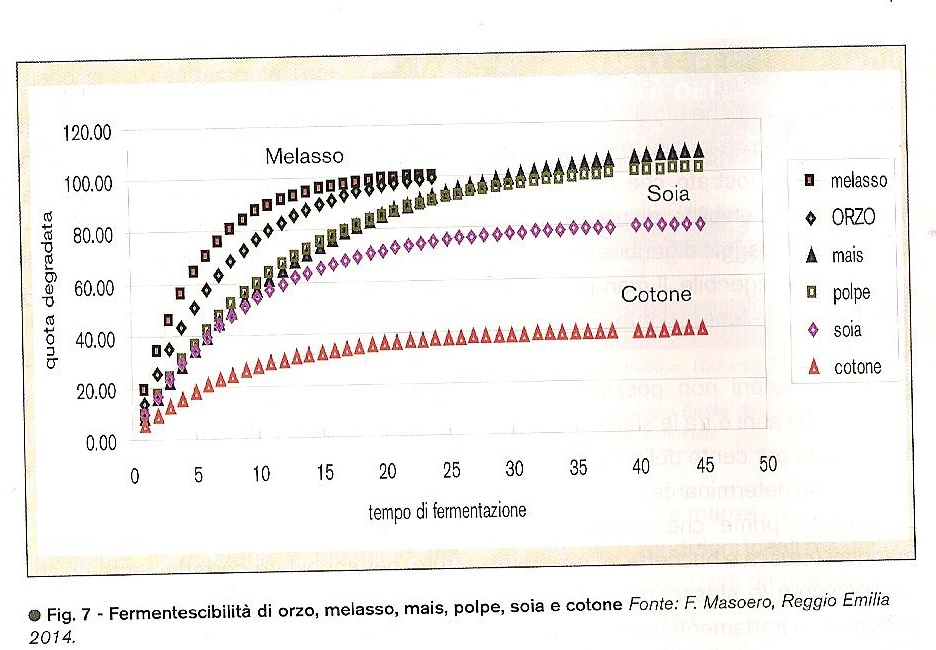 120.00
100.00
80.00
60.00
40.00
20.00
0.00
quota degradata
Melasso
Soia
Cotone
0 5 10 15 20 25 30 35 40 45 50
tempo di fermentazione
melasso
ORZO
mais
polpe
soia
cotone
Fig. 7 - Fermentescibilità di orzo, melasso, mais, polpe, soia e cotone Fonte: F. Masoero, Reggio Emilia
2014.